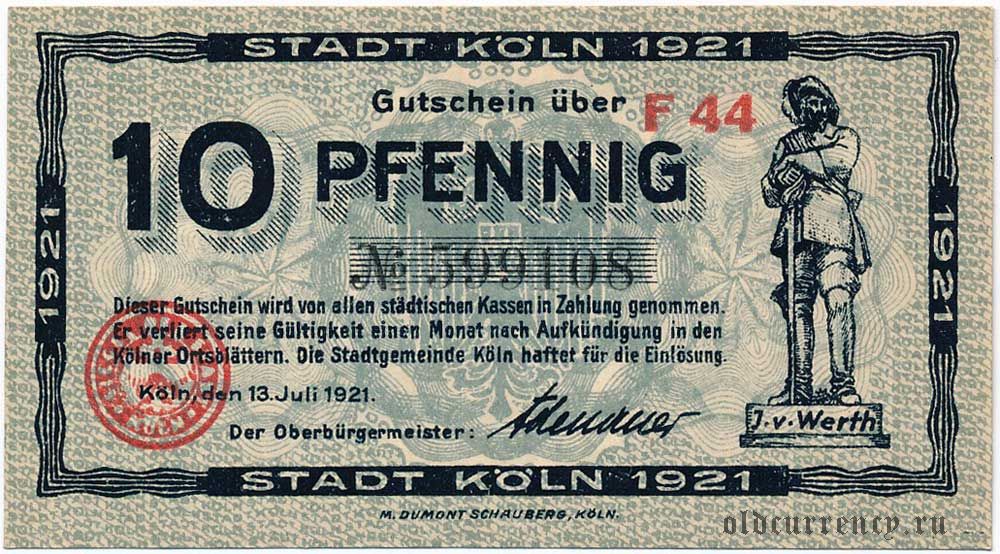 STADT KÖLN 1921
Gutschein über F 44
10 PFENNIG
1921
1921
№ 599108
Dieser Gutschein wird von allen städtischen Kassen in Zahlung genommen.
Er verliert seine Gültigkeit einen Monat nach Aufkündigung in den
Kölner Ortsblättern. Die Stadtgemeinde Köln haftet für die Einlösung.
Köln, den 13. Juli 1921.
Der Oberbürgermeister: Adenauer
J. v. Werth
STADT KÖLN 1921
M. DUMONT SCHAUBERG, KÖLN.
oldcurrency.ru